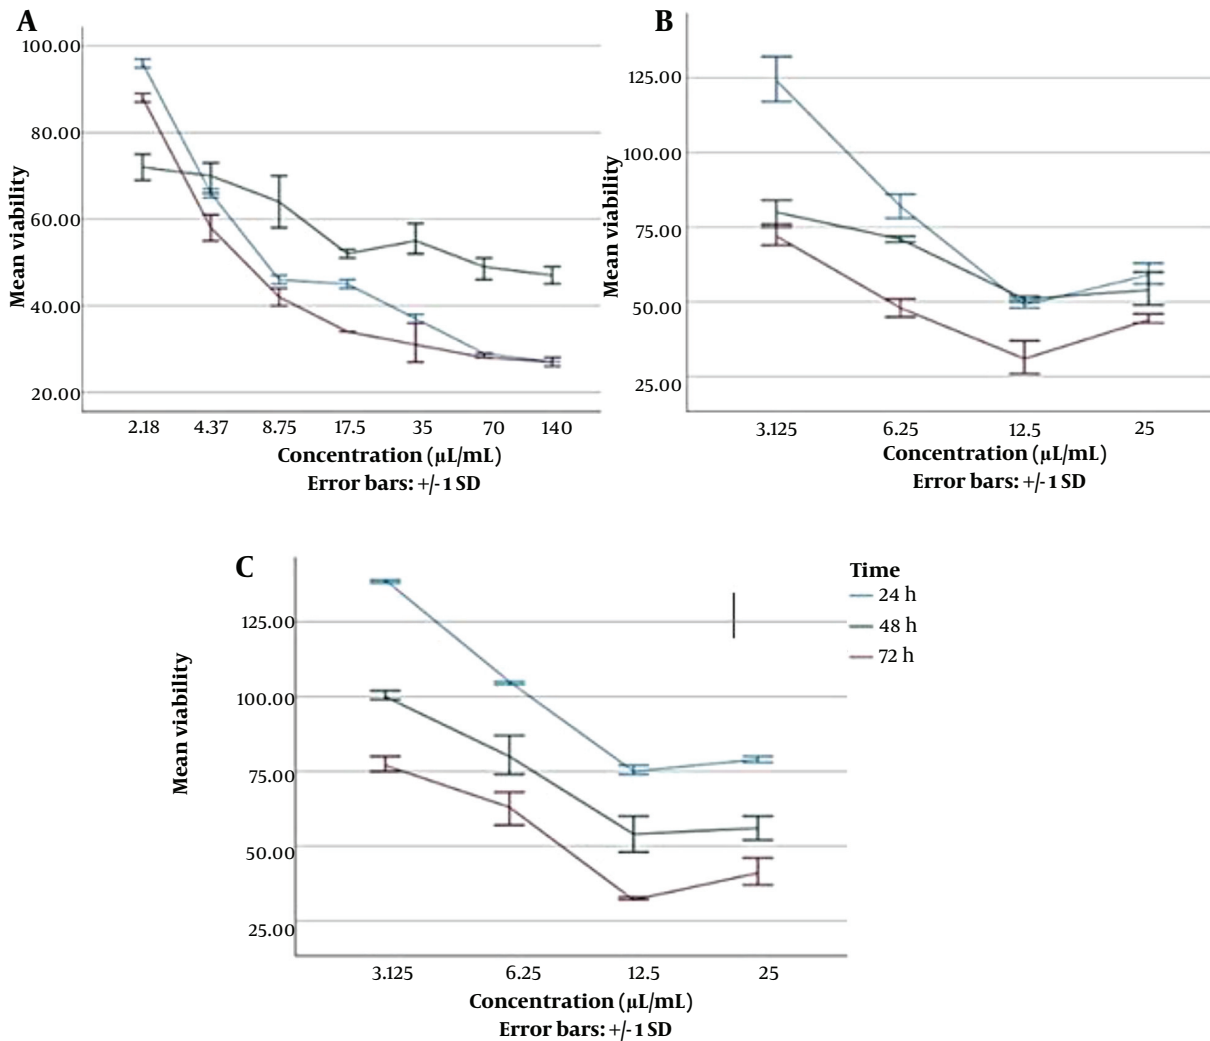 A
100.00
80.00
60.00
40.00
20.00
Mean viability
2.18 4.37 8.75 17.5 35 70 140
Concentration (µL/mL)
Error bars: +/- 1 SD
B
125.00
100.00
75.00
50.00
25.00
Mean viability
3.125 6.25 12.5 25
Concentration (µL/mL)
Error bars: +/- 1 SD
C
125.00
100.00
75.00
50.00
25.00
Mean viability
3.125 6.25 12.5 25
Concentration (µL/mL)
Error bars: +/- 1 SD
Time
24 h
48 h
72 h